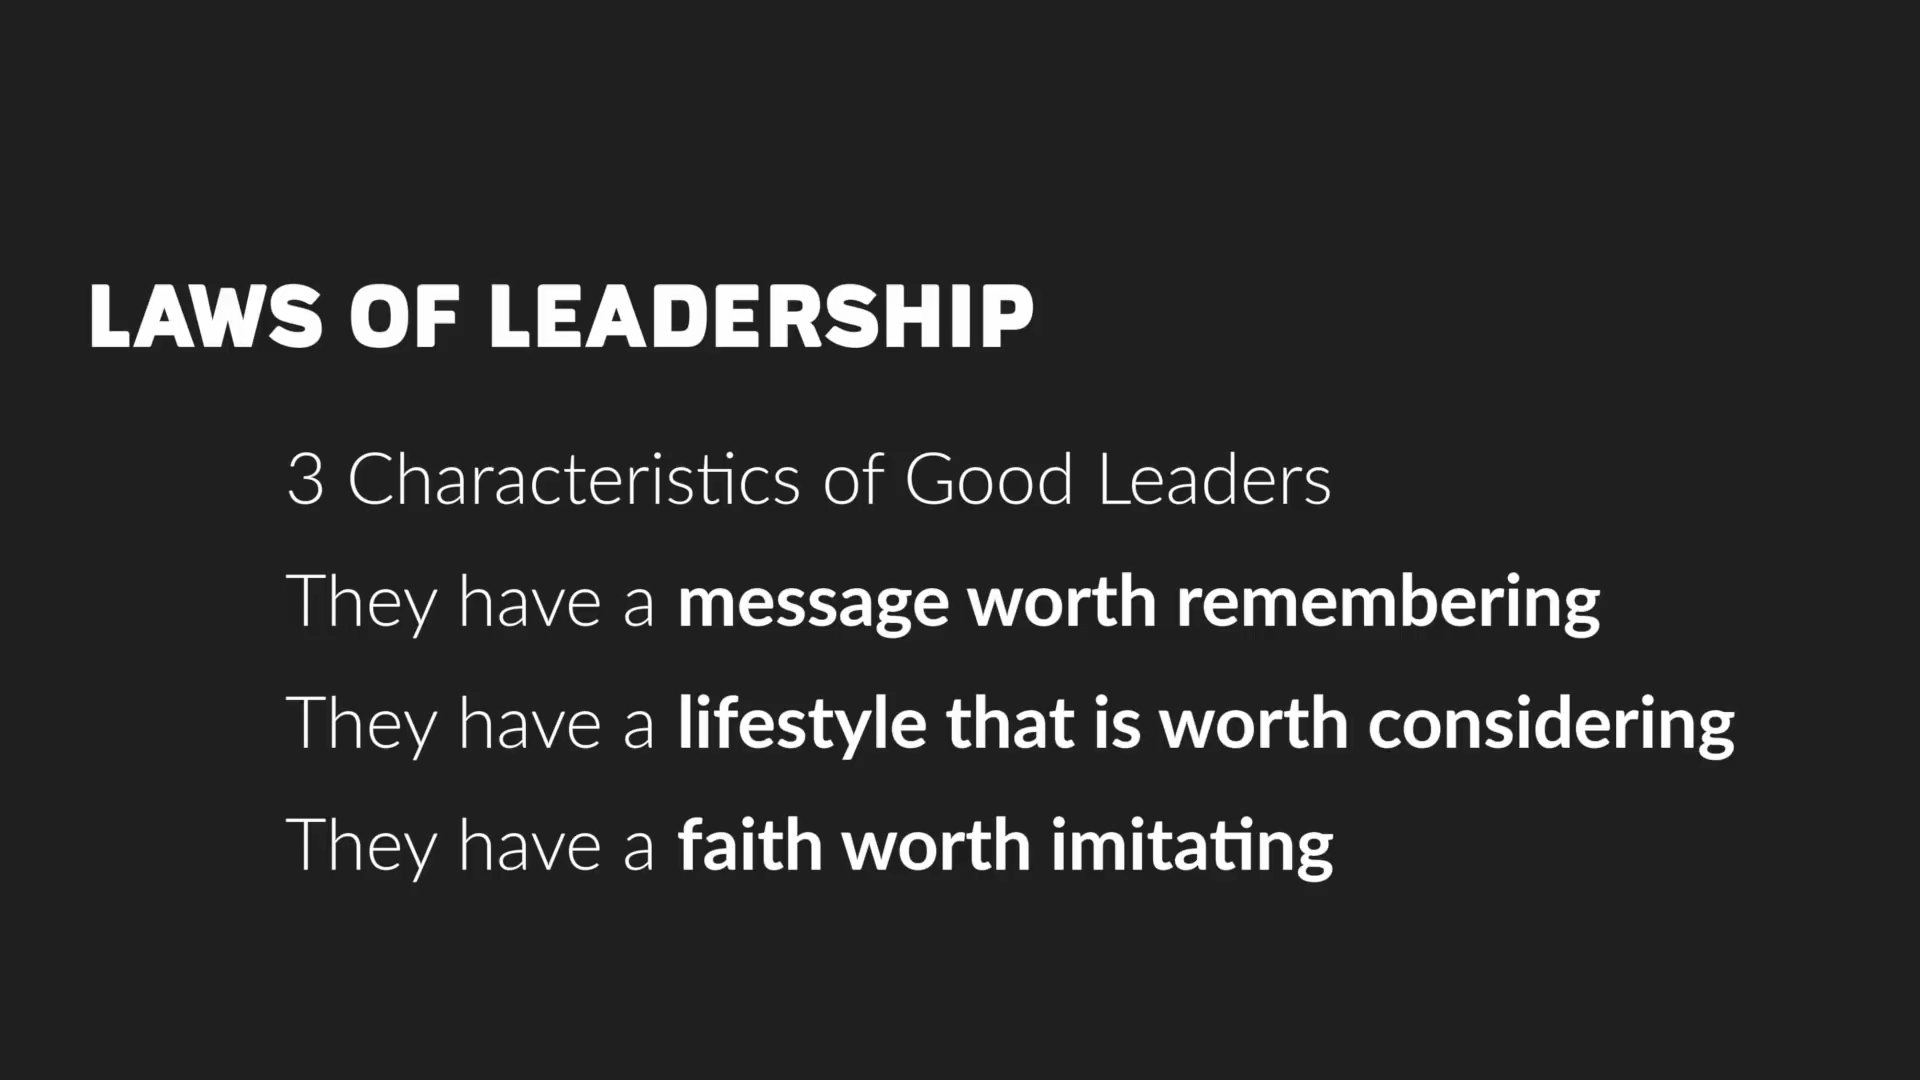 LAWS OF LEADERSHIP
3 Characteristics of Good Leaders
They have a message worth remembering
They have a lifestyle that is worth considering
They have a faith worth imitating